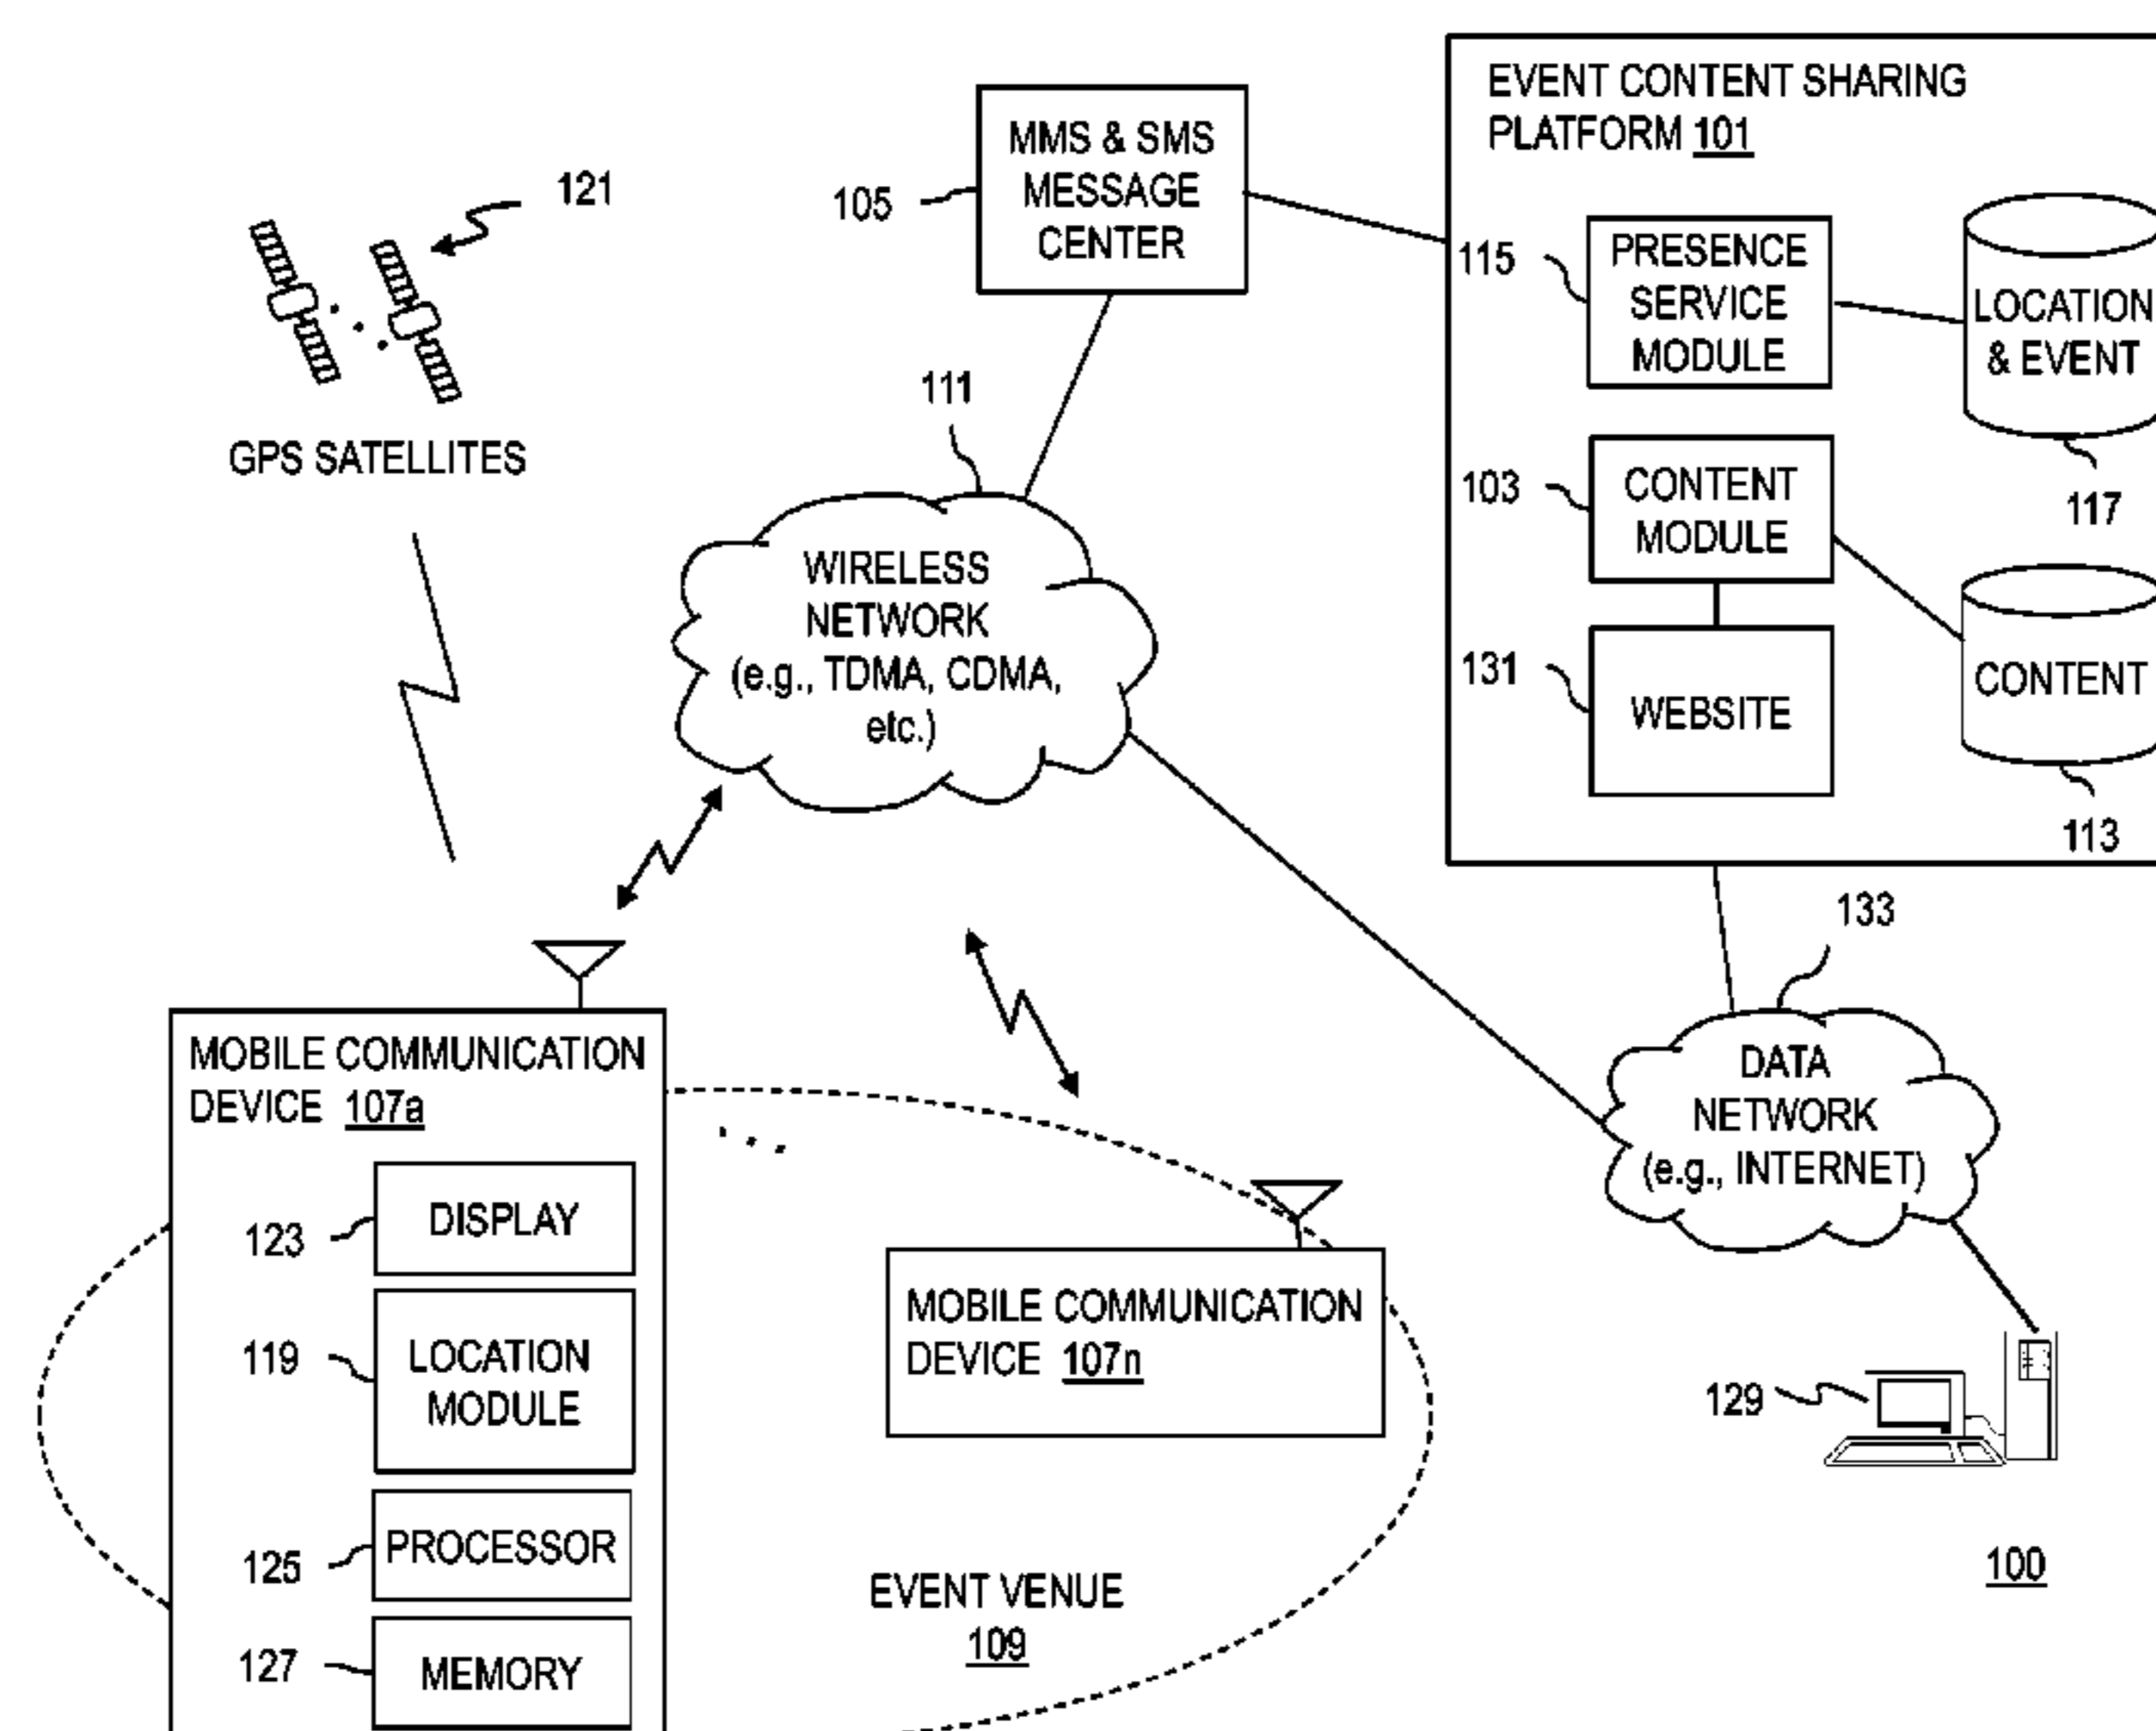 EVENT CONTENT SHARING
PLATFORM 101
MMS & SMS
MESSAGE
CENTER
105
121
GPS SATELLITES
115
PRESENCE
SERVICE
MODULE
LOCATION
& EVENT
117
103
CONTENT
MODULE
131
WEBSITE
CONTENT
113
111
WIRELESS
NETWORK
(e.g., TDMA, CDMA,
etc.)
133
DATA
NETWORK
(e.g., INTERNET)
MOBILE COMMUNICATION
DEVICE 107a
123
DISPLAY
119
LOCATION
MODULE
125
PROCESSOR
127
MEMORY
MOBILE COMMUNICATION
DEVICE 107n
EVENT VENUE
109
129
100